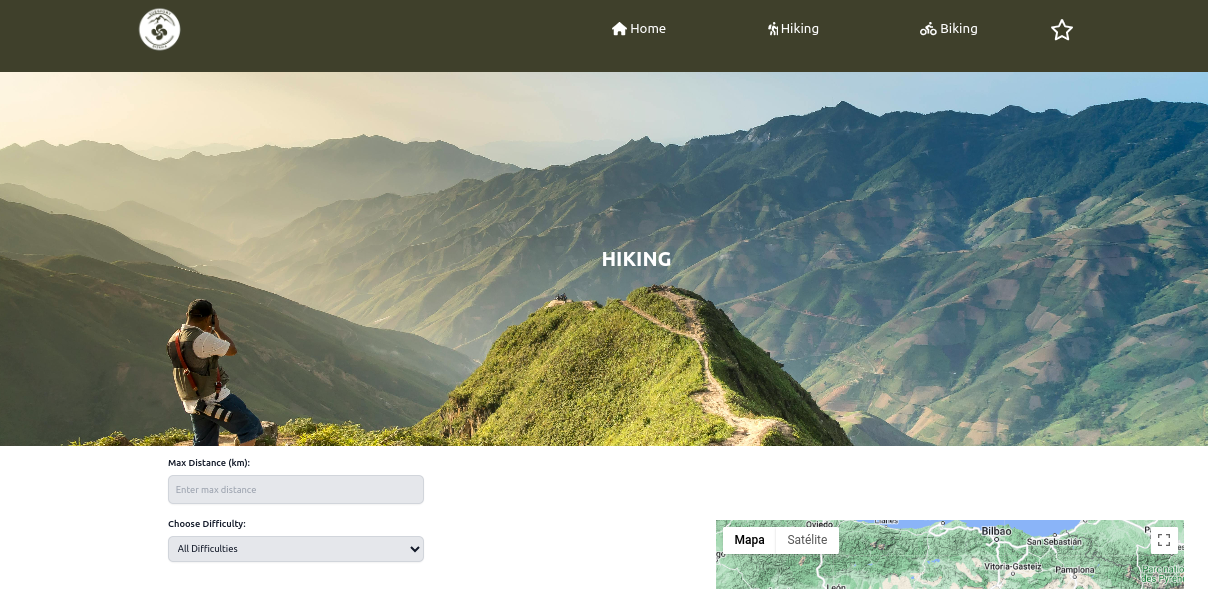 Home
Hiking
Biking
HIKING
Max Distance (km):
Enter max distance
Choose Difficulty:
All Difficulties
Mapa
Satélite
Oviedo
Bilbao
San Sebastián
Vitoria-Gasteiz
Pamplona
León